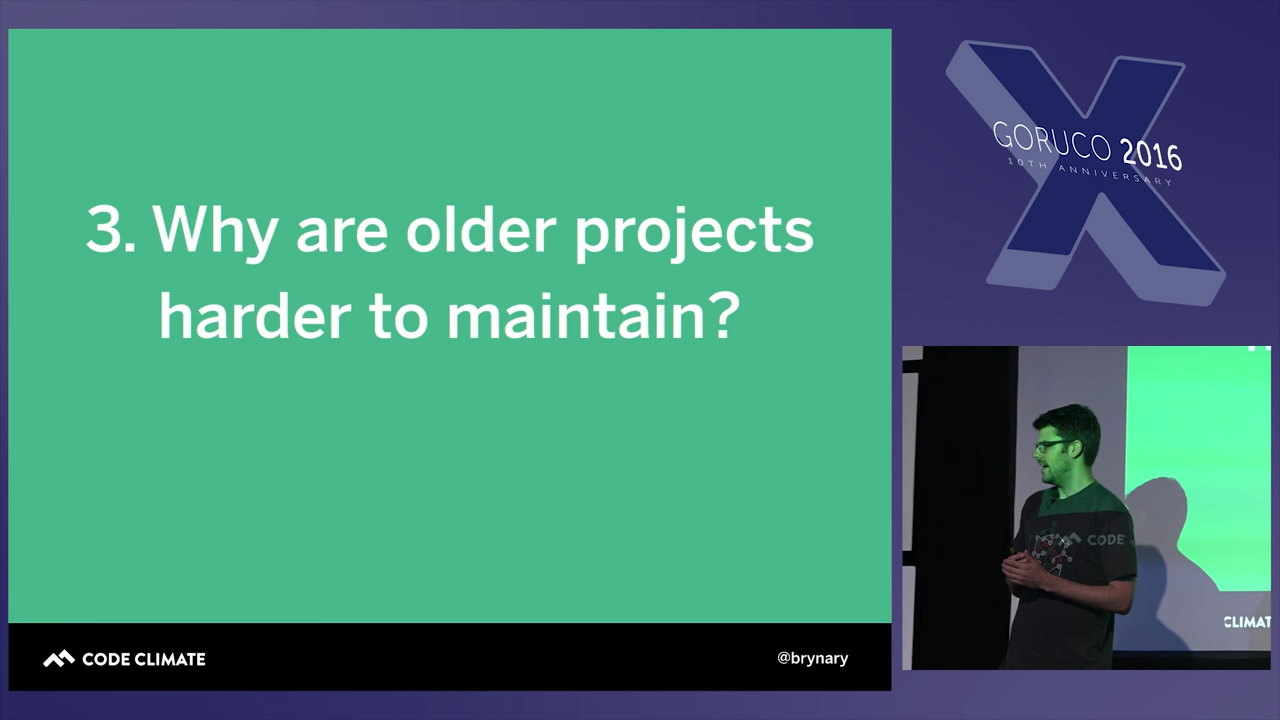 3. Why are older projects
harder to maintain?
CODE CLIMATE
@brynary
GORUCO 2016
10TH ANNIVERSARY
CODE
CLIMAT